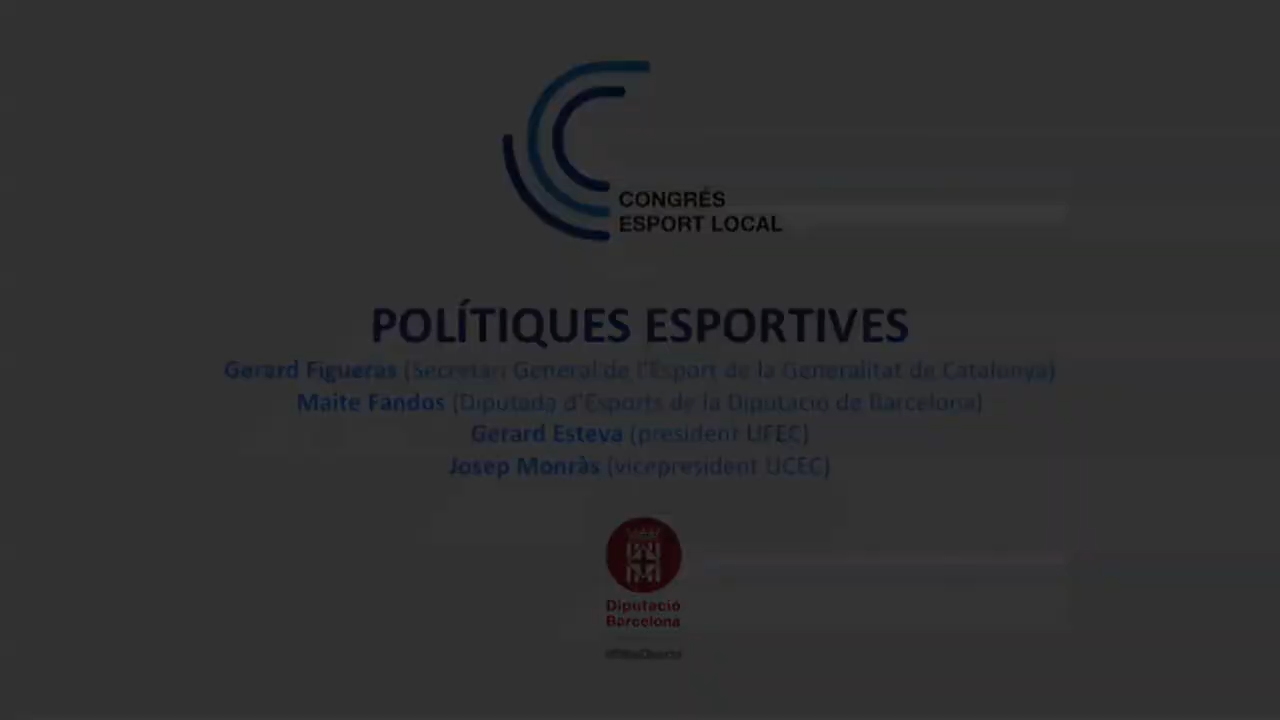 CONGRÉS
ESPORT LOCAL
POLÍTIQUES ESPORTIVES
Gerard Figueras (Secretari General de l'Esport de la Generalitat de Catalunya)
Maite Fandos (Diputada d'Esports de la Diputació de Barcelona)
Gerard Esteva (president UFEC)
Josep Monràs (vicepresident UCEC)
Diputació
Barcelona